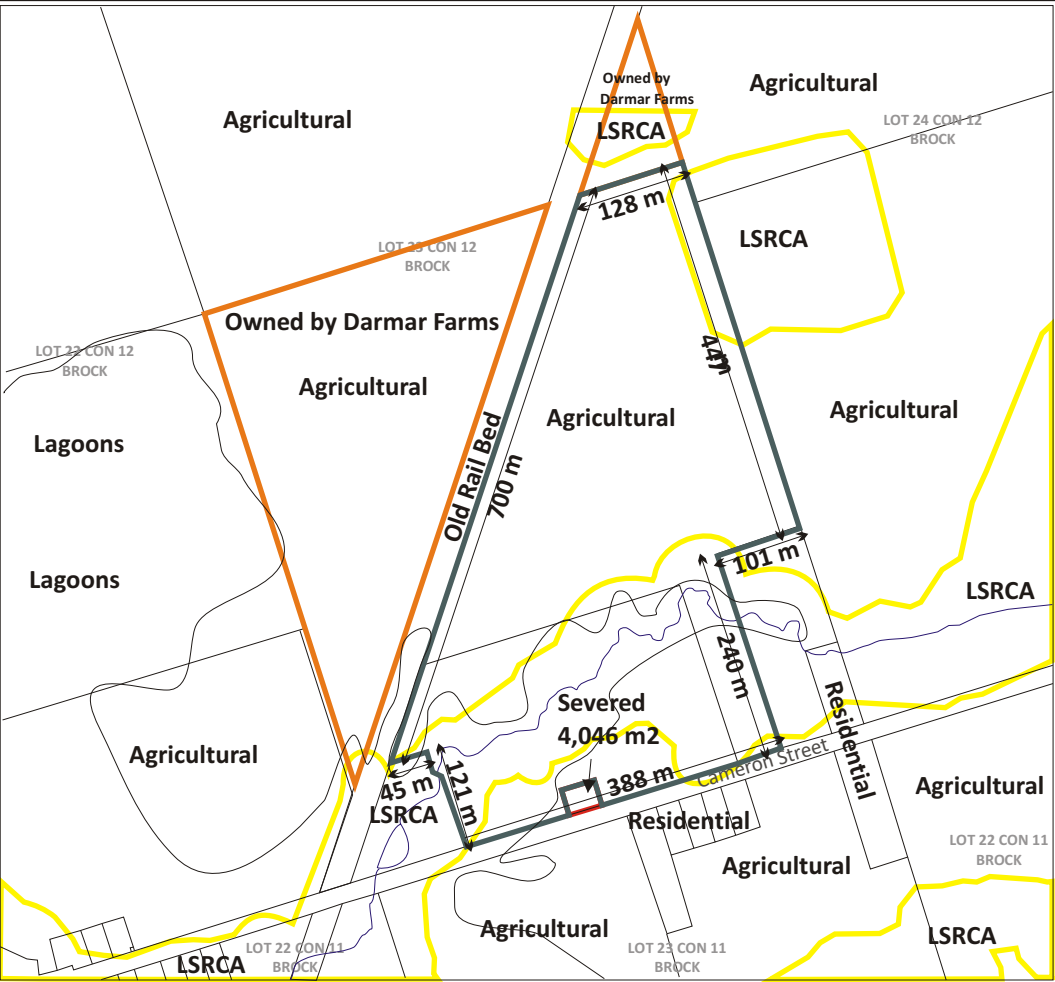 Owned by
Darmar Farms
Agricultural
Agricultural
LSRCA
LOT 24 CON 12
BROCK
128 m
LSRCA
LOT 23 CON 12
BROCK
Owned by Darmar Farms
LOT 22 CON 12
BROCK
447m
Agricultural
Agricultural
Agricultural
Lagoons
Old Rail Bed
700 m
101 m
Lagoons
LSRCA
240 m
Severed
4,046 m2
Residential
Agricultural
Cameron Street
388 m
45 m
121 m
LSRCA
Agricultural
Residential
LOT 22 CON 11
BROCK
Agricultural
Agricultural
LSRCA
LOT 22 CON 11
BROCK
LOT 23 CON 11
BROCK
LSRCA